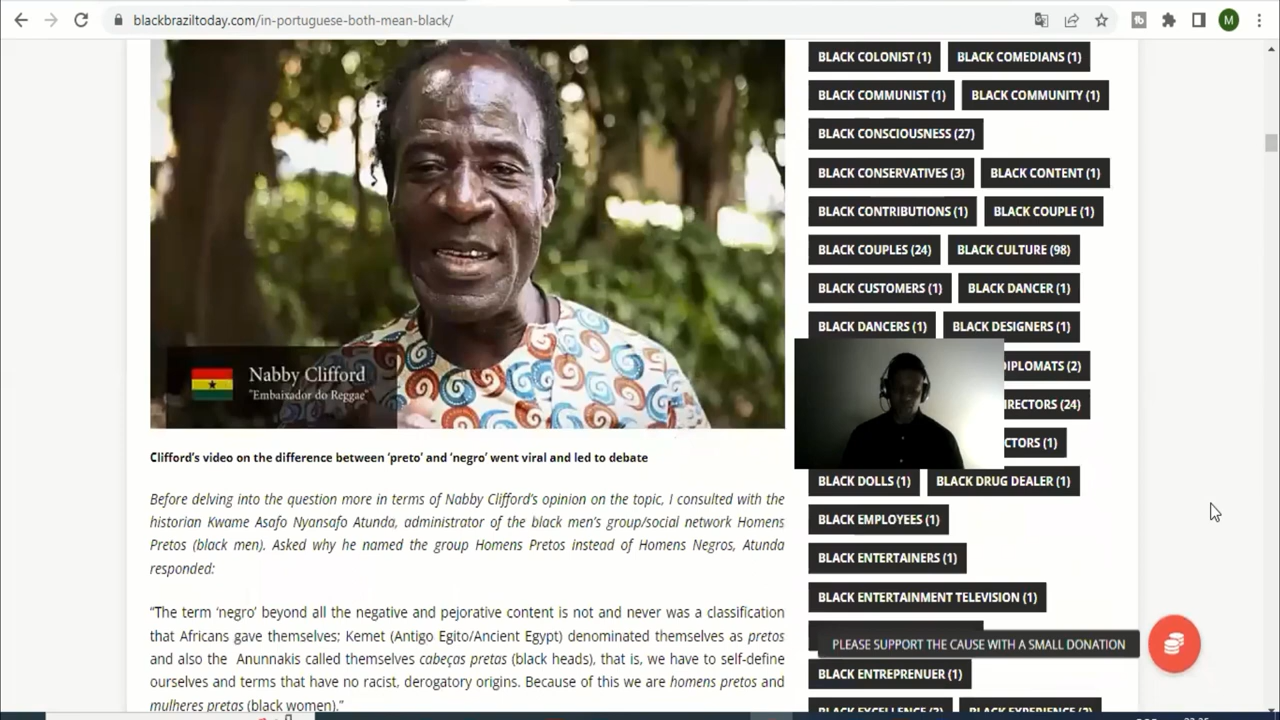 blackbraziltoday.com/in-portuguese-both-mean-black/
M
Nabby Clifford
"Embaixador do Reggae"
Clifford's video on the difference between 'preto' and 'negro' went viral and led to debate
Before delving into the question more in terms of Nabby Clifford's opinion on the topic, I consulted with the
historian Kwame Asafo Nyansafo Atunda, administrator of the black men's group/social network Homens
Pretos (black men). Asked why he named the group Homens Pretos instead of Homens Negros, Atunda
responded:
“The term ‘negro’ beyond all the negative and pejorative content is not and never was a classification
that Africans gave themselves; Kemet (Antigo Egito/Ancient Egypt) denominated themselves as pretos
and also the Anunnakis called themselves cabeças pretas (black heads), that is, we have to self-define
ourselves and terms that have no racist, derogatory origins. Because of this we are homens pretos and
mulheres pretas (black women).”
BLACK COLONIST (1) BLACK COMEDIANS (1)
BLACK COMMUNIST (1) BLACK COMMUNITY (1)
BLACK CONSCIOUSNESS (27)
BLACK CONSERVATIVES (3) BLACK CONTENT (1)
BLACK CONTRIBUTIONS (1) BLACK COUPLE (1)
BLACK COUPLES (24) BLACK CULTURE (98)
BLACK CUSTOMERS (1) BLACK DANCER (1)
BLACK DANCERS (1) BLACK DESIGNERS (1)
DIPLOMATS (2)
IRECTORS (24)
CTORS (1)
BLACK DOLLS (1) BLACK DRUG DEALER (1)
BLACK EMPLOYEES (1)
BLACK ENTERTAINERS (1)
BLACK ENTERTAINMENT TELEVISION (1)
PLEASE SUPPORT THE CAUSE WITH A SMALL DONATION
BLACK ENTREPRENUER (1)
BLACK EXCELLENCE BLACK EXPERIENCE